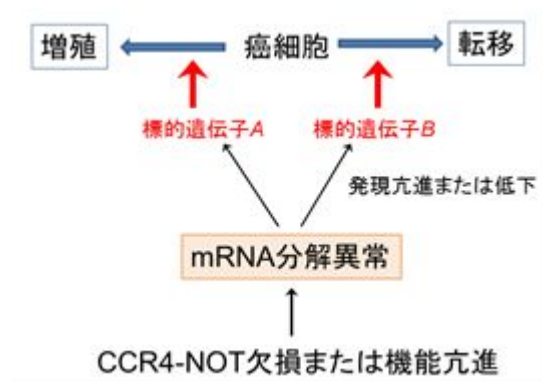 増殖 癌細胞 転移
標的遺伝子A 標的遺伝子B
発現亢進または低下
mRNA分解異常
CCR4-NOT欠損または機能亢進